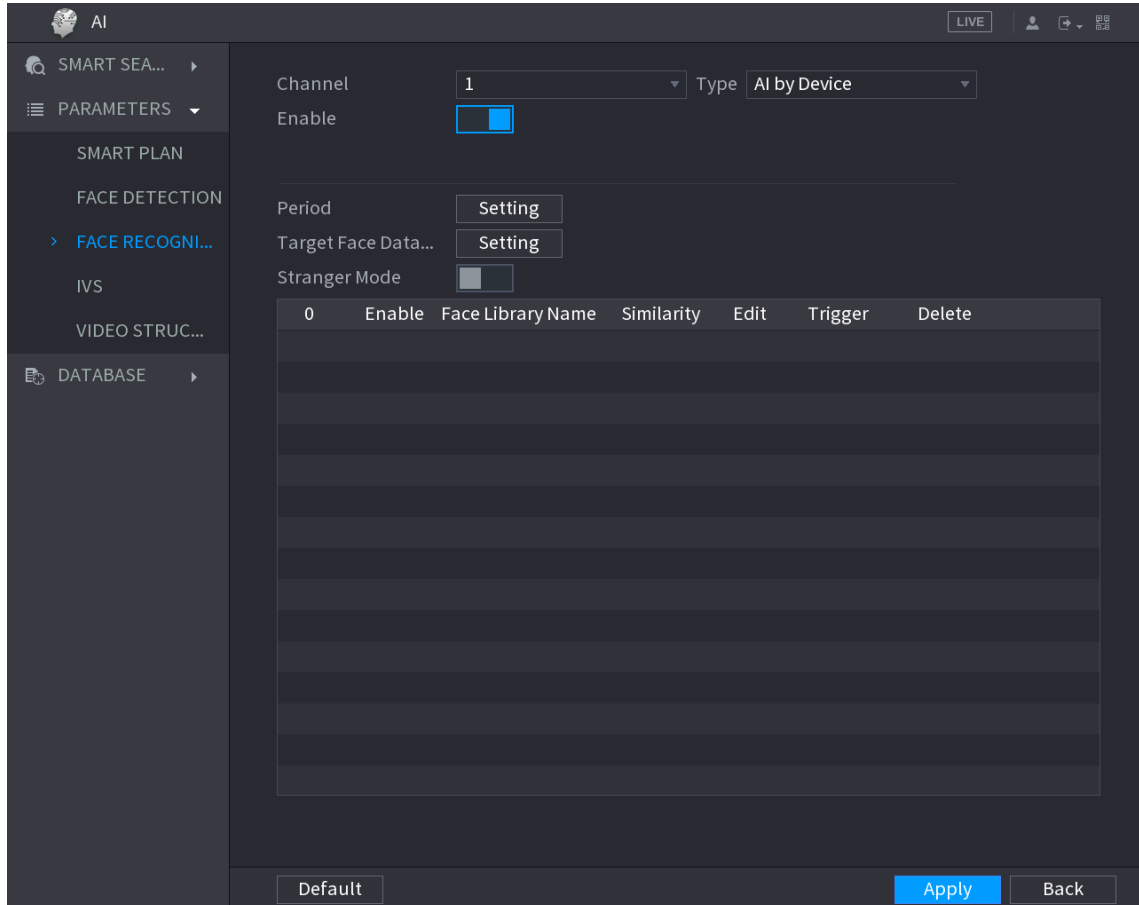 AI
LIVE
SMART SEA...
PARAMETERS
SMART PLAN
FACE DETECTION
FACE RECOGNI...
IVS
VIDEO STRUC...
DATABASE
Channel 1 Type AI by Device
Enable
Period Setting
Target Face Data... Setting
Stranger Mode
0 Enable Face Library Name Similarity Edit Trigger Delete
Default Apply Back